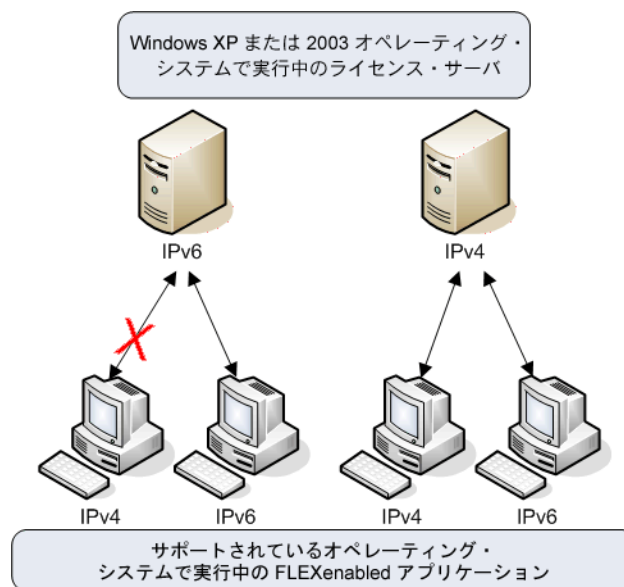 Windows XP または 2003 オペレーティング・
システムで実行中のライセンス・サーバ
IPv6
IPv4
IPv4
IPv6
IPv4
IPv6
サポートされているオペレーティング・
システムで実行中の FLEXenabled アプリケーション